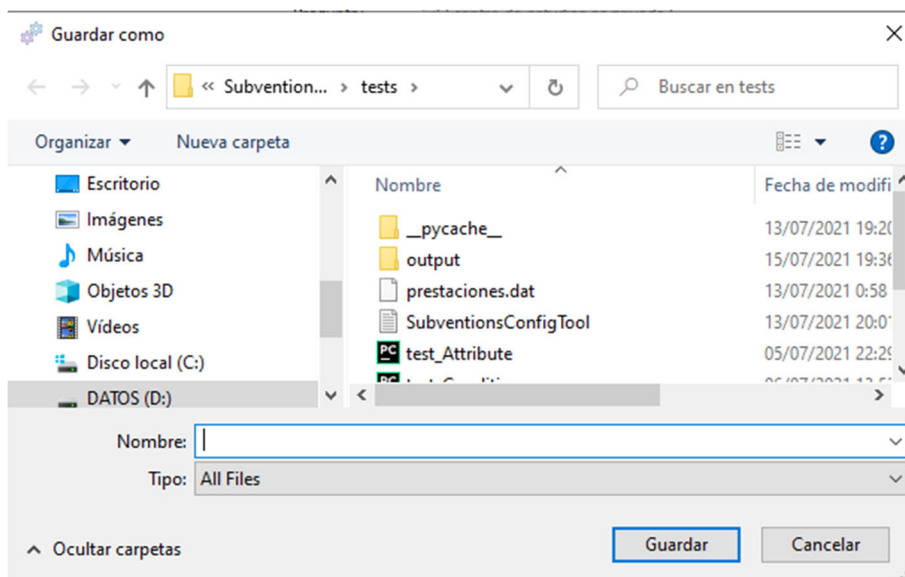 Guardar como
« Subvention... › tests ›
Buscar en tests
Organizar
Nueva carpeta
Escritorio
Imágenes
Música
Objetos 3D
Vídeos
Disco local (C:)
DATOS (D:)
Nombre
Fecha de modifi
__pycache__
13/07/2021 19:20
output
15/07/2021 19:36
prestaciones.dat
13/07/2021 0:58
SubventionsConfigTool
13/07/2021 20:01
test_Attribute
05/07/2021 22:29
Nombre:
Tipo: All Files
Ocultar carpetas
Guardar
Cancelar